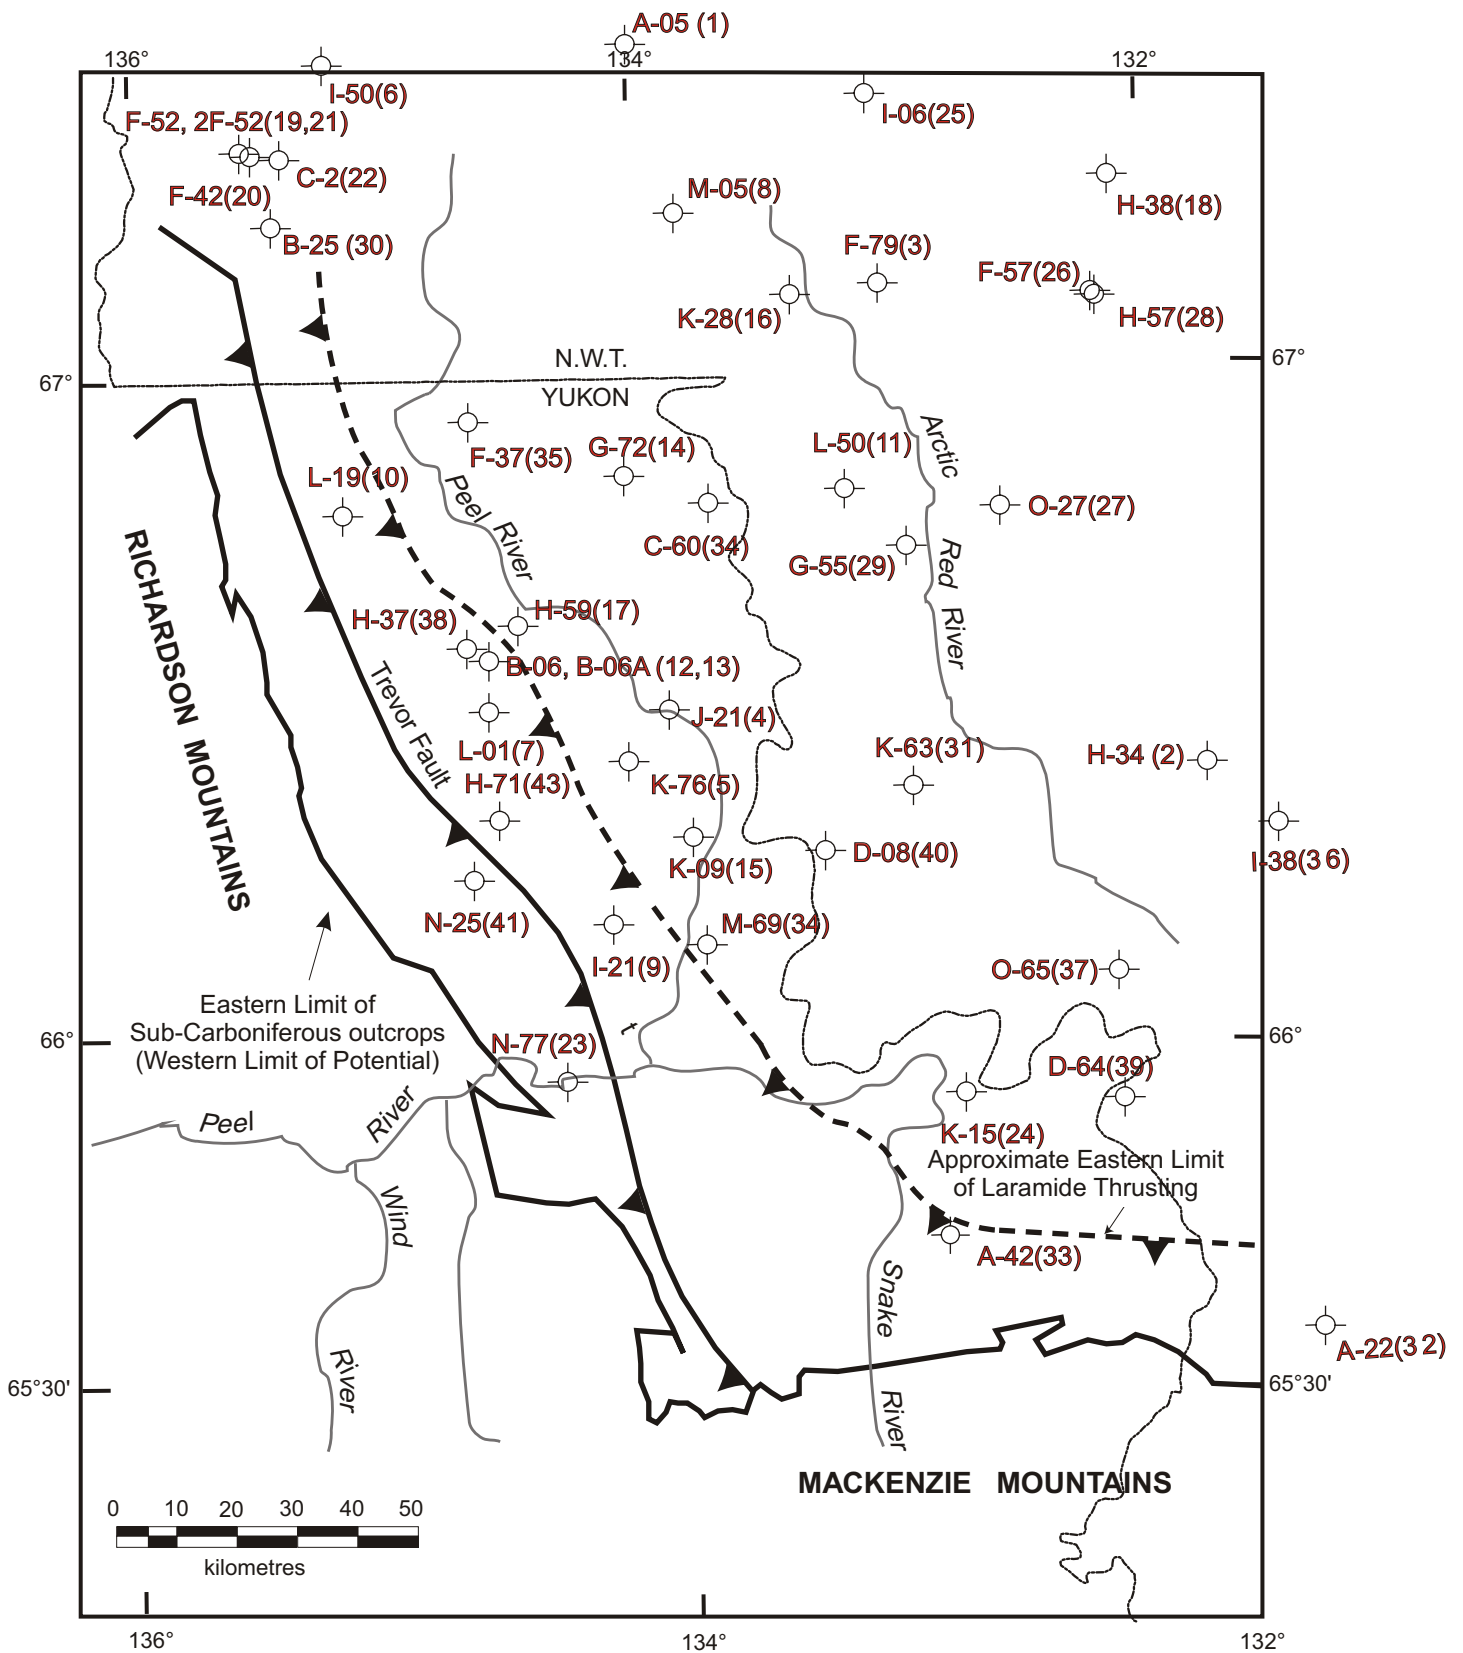 A-05 (1)
136°
134°
132°
I-50(6)
I-06(25)
F-52, 2F-52(19,21)
C-2(22)
F-42(20)
M-05(8)
H-38(18)
B-25 (30)
F-79(3)
F-57(26)
K-28(16)
H-57(28)
N.W.T.
67°
67°
YUKON
L-50(11)
G-72(14)
F-37(35)
Arctic
Red
River
L-19(10)
Peel River
O-27(27)
C-60(34)
G-55(29)
RICHARDSON MOUNTAINS
H-59(17)
H-37(38)
B-06, B-06A (12,13)
Trevor Fault
J-21(4)
L-01(7)
K-63(31)
H-34 (2)
H-71(43)
K-76(5)
D-08(40)
I-38(36)
K-09(15)
N-25(41)
M-69(34)
I-21(9)
O-65(37)
Eastern Limit of
Sub-Carboniferous outcrops
(Western Limit of Potential)
t
66°
66°
N-77(23)
D-64(39)
Peel
River
K-15(24)
Approximate Eastern Limit
of Laramide Thrusting
Wind
River
A-42(33)
Snake
River
A-22(32)
65°30'
65°30'
MACKENZIE MOUNTAINS
0 10 20 30 40 50
kilometres
136°
134°
132°